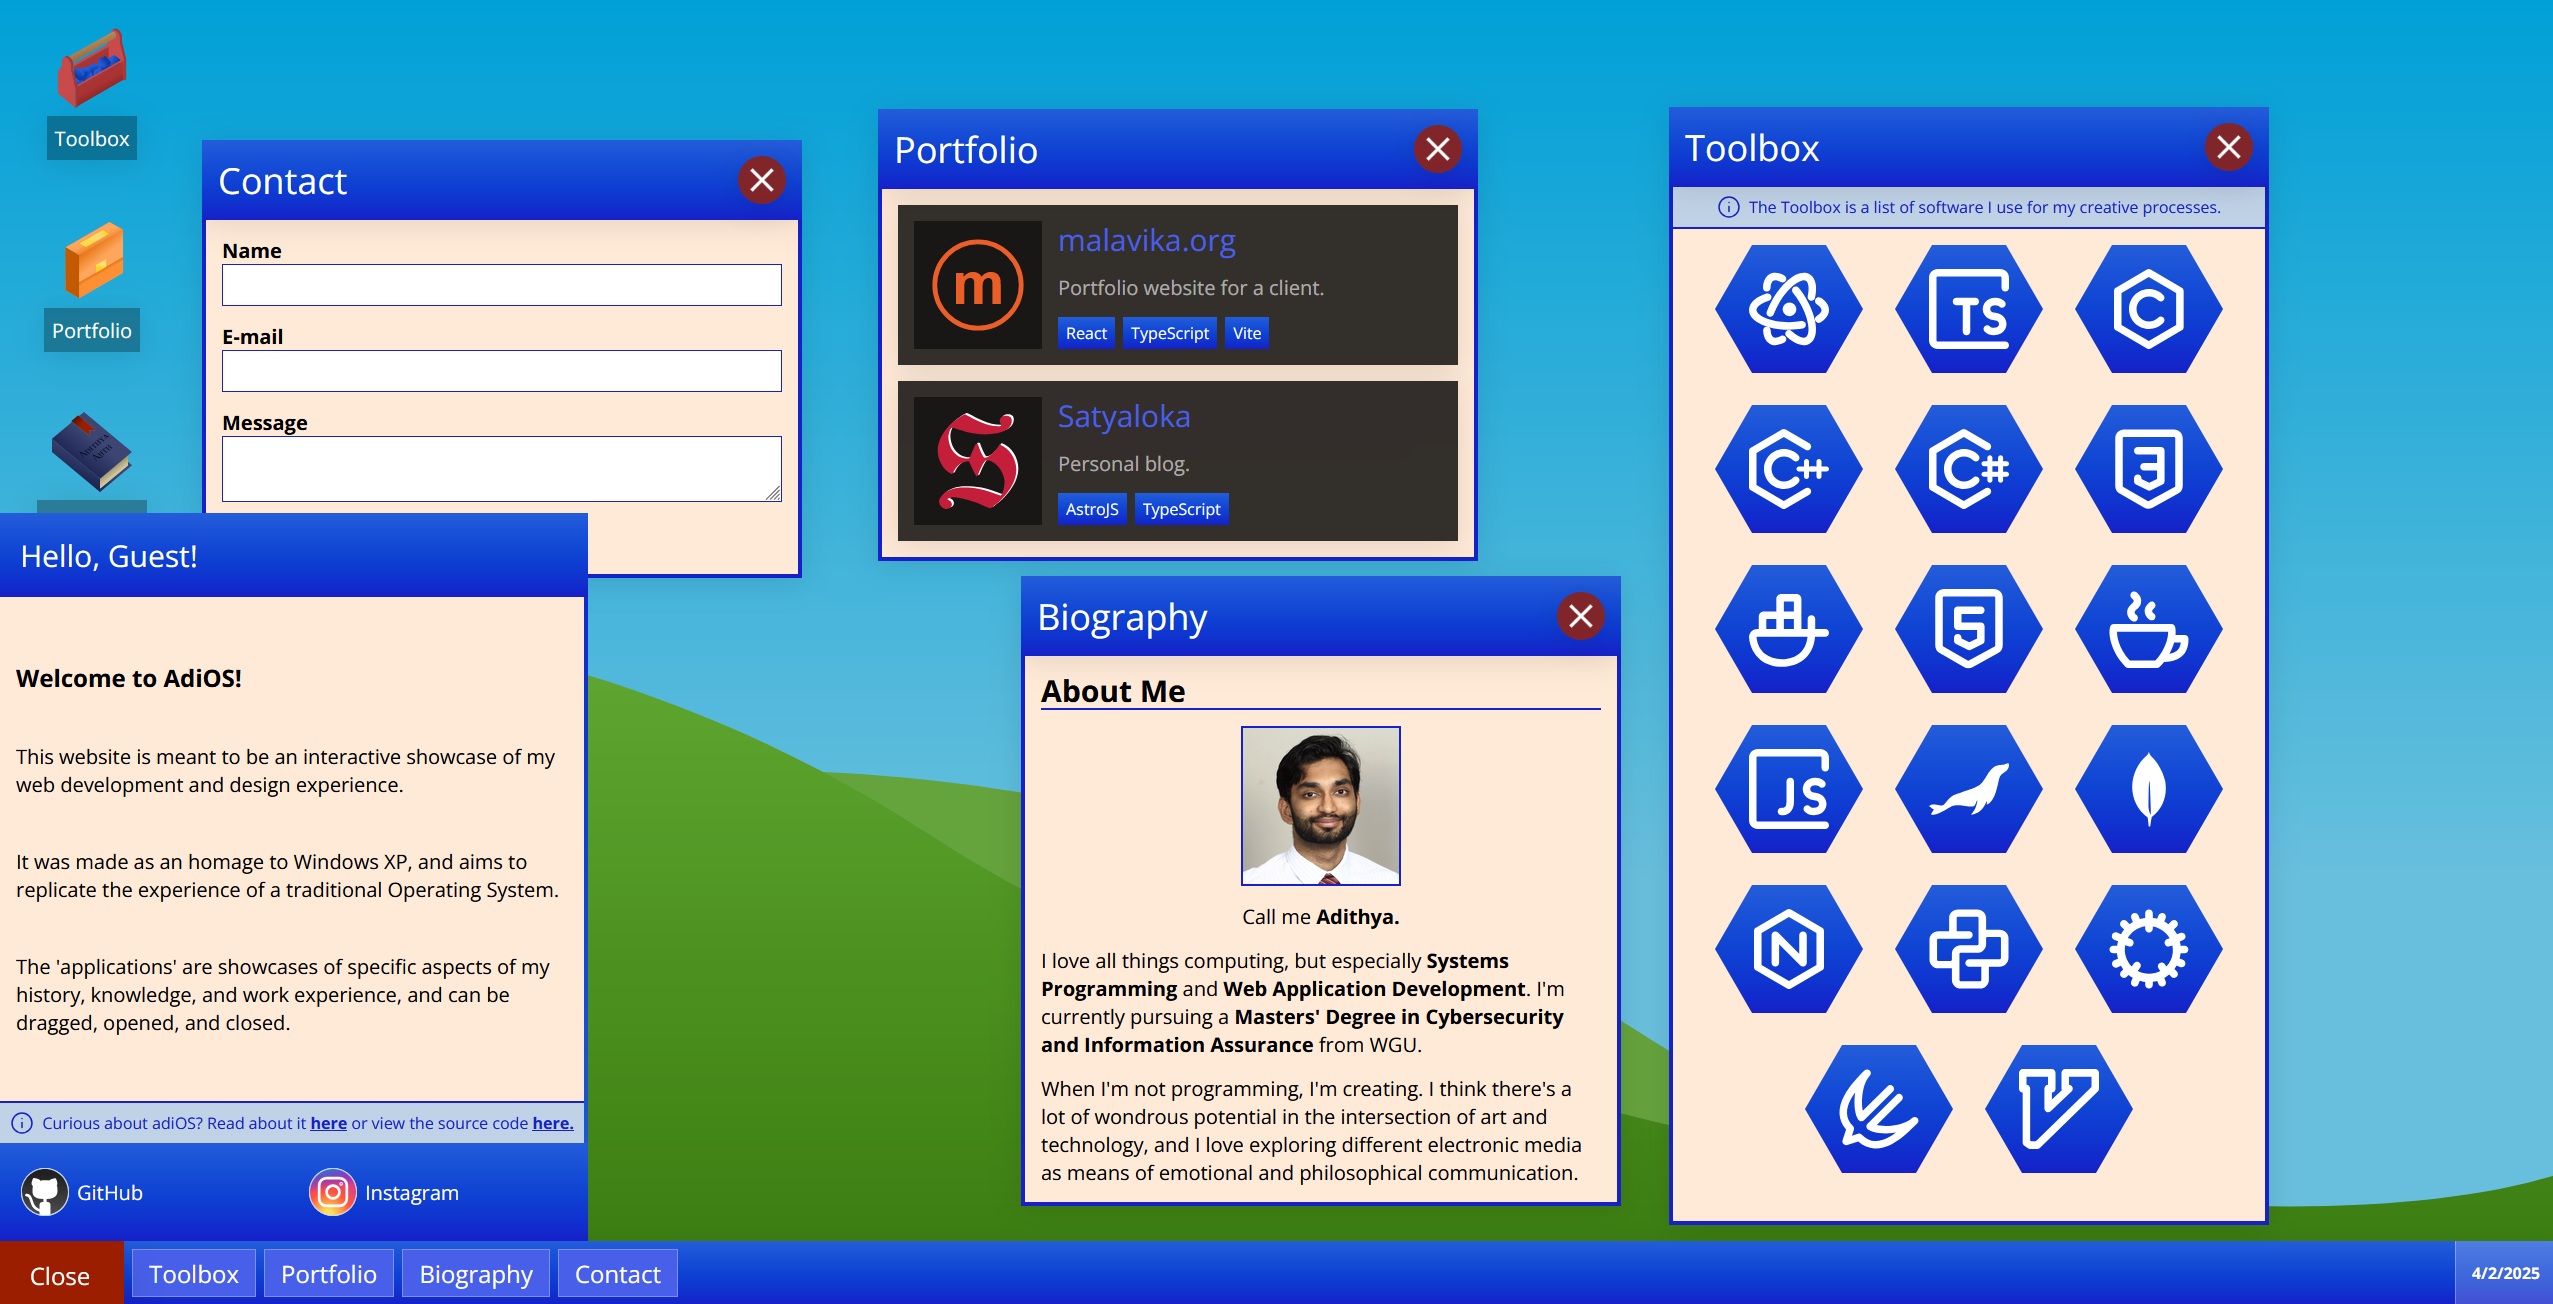 Toolbox
Portfolio
Contact
Name
E-mail
Message
Portfolio
m
malavika.org
Portfolio website for a client.
React TypeScript Vite
S
Satyaloka
Personal blog.
AstroJS TypeScript
Toolbox
The Toolbox is a list of software I use for my creative processes.
TS C
C++ C# 3
5
JS
N
V
Hello, Guest!
Welcome to AdiOS!
This website is meant to be an interactive showcase of my
web development and design experience.
It was made as an homage to Windows XP, and aims to
replicate the experience of a traditional Operating System.
The 'applications' are showcases of specific aspects of my
history, knowledge, and work experience, and can be
dragged, opened, and closed.
Curious about adiOS? Read about it here or view the source code here.
GitHub Instagram
Biography
About Me
Call me Adithya.
I love all things computing, but especially Systems
Programming and Web Application Development. I'm
currently pursuing a Masters' Degree in Cybersecurity
and Information Assurance from WGU.
When I'm not programming, I'm creating. I think there's a
lot of wondrous potential in the intersection of art and
technology, and I love exploring different electronic media
as means of emotional and philosophical communication.
Close Toolbox Portfolio Biography Contact 4/2/2025